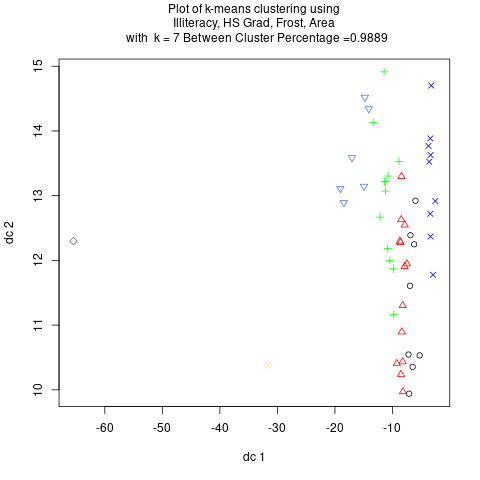 Plot of k-means clustering using
Illiteracy, HS Grad, Frost, Area
with k = 7 Between Cluster Percentage =0.9889
15
14
13
12
11
10
dc 2
-60
-50
-40
-30
-20
-10
dc 1